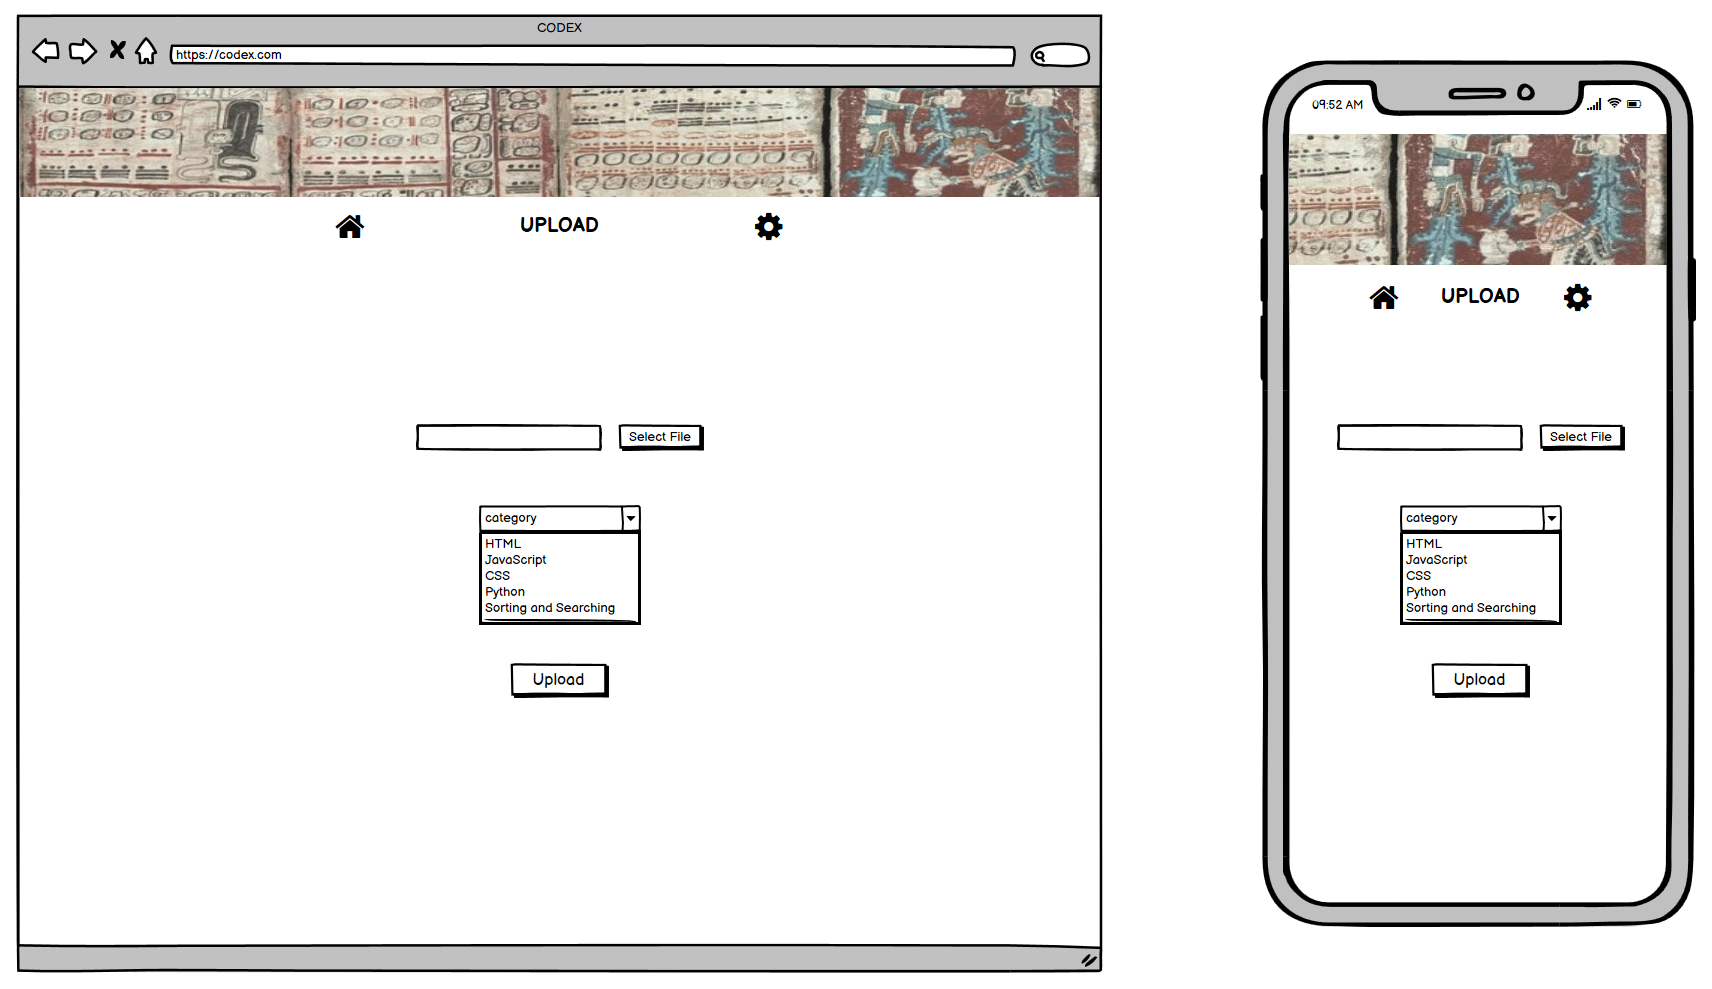 CODEX
https://codex.com
UPLOAD
Select File
category
HTML
JavaScript
CSS
Python
Sorting and Searching
Upload
09:52 AM
UPLOAD
Select File
category
HTML
JavaScript
CSS
Python
Sorting and Searching
Upload